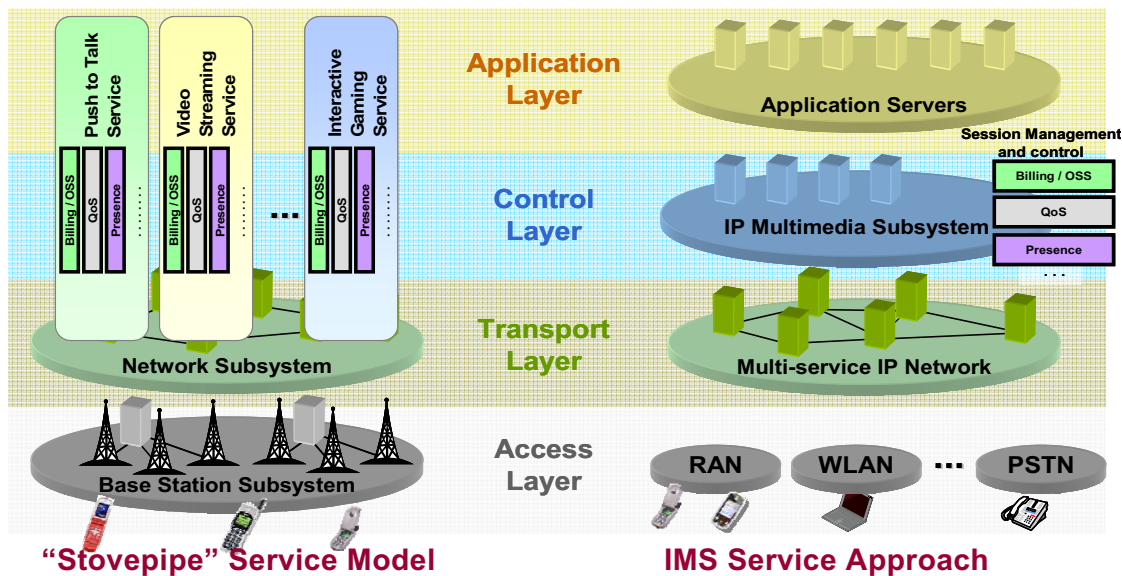 Push to Talk
Service
Billing / OSS
QoS
Presence
........
Video
Streaming
Service
Billing / OSS
QoS
Presence
........
...
Interactive
Gaming
Service
Billing / OSS
QoS
Presence
........
Network Subsystem
Base Station Subsystem
“Stovepipe” Service Model
Application
Layer
Control
Layer
Transport
Layer
Access
Layer
Application Servers
Session Management
and control
Billing / OSS
QoS
Presence
...
IP Multimedia Subsystem
Multi-service IP Network
RAN
WLAN
...
PSTN
IMS Service Approach